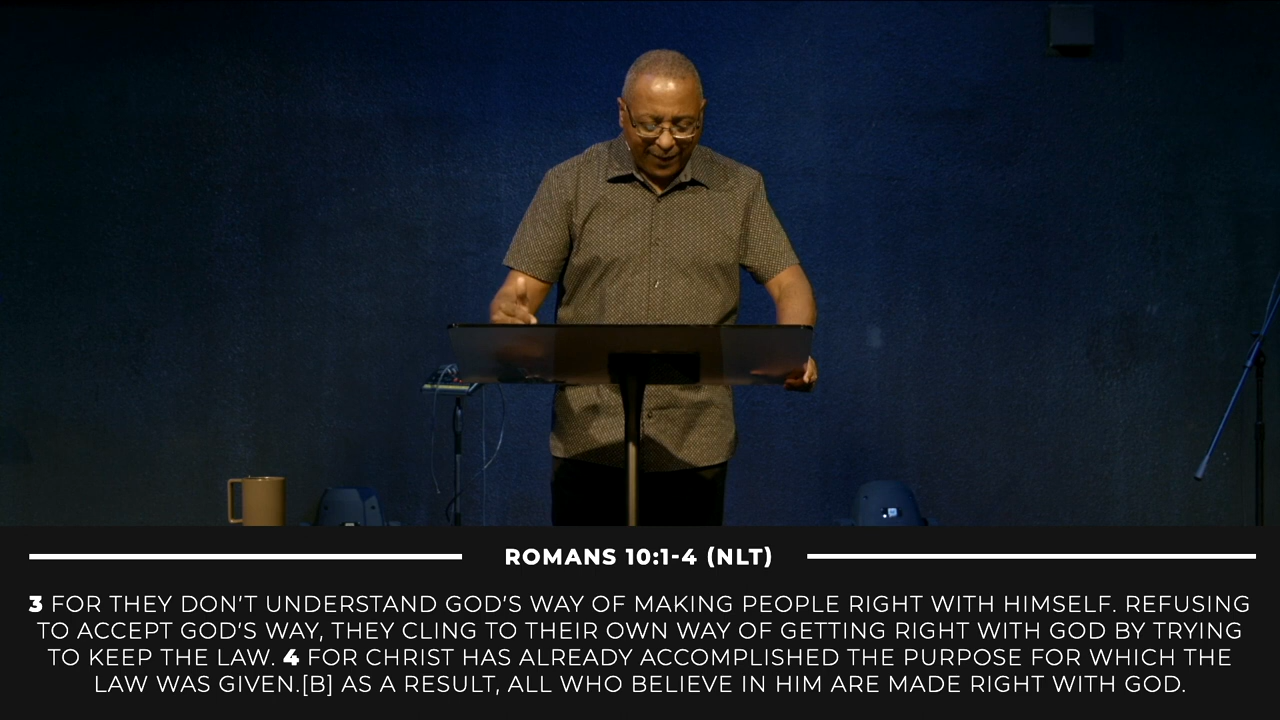 ROMANS 10:1-4 (NLT)
3 FOR THEY DON'T UNDERSTAND GOD'S WAY OF MAKING PEOPLE RIGHT WITH HIMSELF. REFUSING
TO ACCEPT GOD'S WAY, THEY CLING TO THEIR OWN WAY OF GETTING RIGHT WITH GOD BY TRYING
TO KEEP THE LAW. 4 FOR CHRIST HAS ALREADY ACCOMPLISHED THE PURPOSE FOR WHICH THE
LAW WAS GIVEN.[B] AS A RESULT, ALL WHO BELIEVE IN HIM ARE MADE RIGHT WITH GOD.